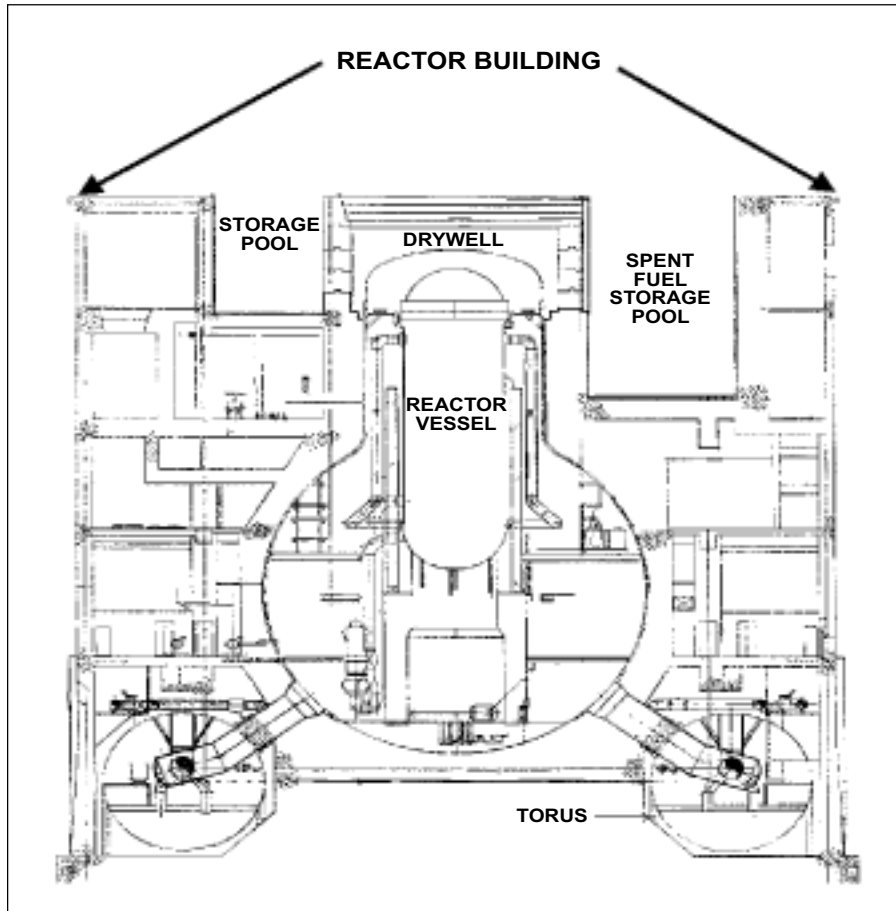 REACTOR BUILDING
STORAGE
POOL
DRYWELL
SPENT
FUEL
STORAGE
POOL
REACTOR
VESSEL
TORUS